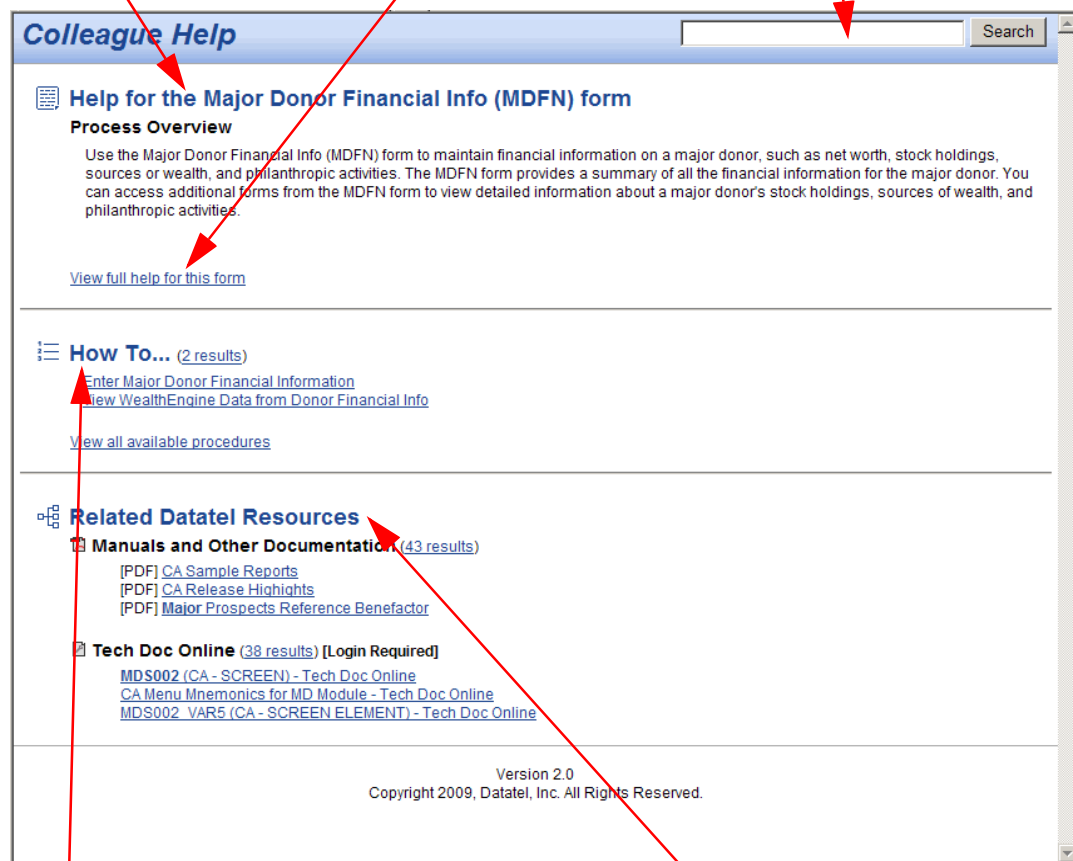 Colleague Help
Search
Help for the Major Donor Financial Info (MDFN) form
Process Overview
Use the Major Donor Financial Info (MDFN) form to maintain financial information on a major donor, such as net worth, stock holdings,
sources or wealth, and philanthropic activities. The MDFN form provides a summary of all the financial information for the major donor. You
can access additional forms from the MDFN form to view detailed information about a major donor's stock holdings, sources of wealth, and
philanthropic activities.
View full help for this form
How To... (2 results)
Enter Major Donor Financial Information
View WealthEngine Data from Donor Financial Info
View all available procedures
Related Datatel Resources
Manuals and Other Documentation (43 results)
[PDF] CA Sample Reports
[PDF] CA Release Highights
[PDF] Major Prospects Reference Benefactor
Tech Doc Online (38 results) [Login Required]
MDS002 (CA - SCREEN) - Tech Doc Online
CA Menu Mnemonics for MD Module - Tech Doc Online
MDS002_VAR5 (CA - SCREEN ELEMENT) - Tech Doc Online
Version 2.0
Copyright 2009, Datatel, Inc. All Rights Reserved.